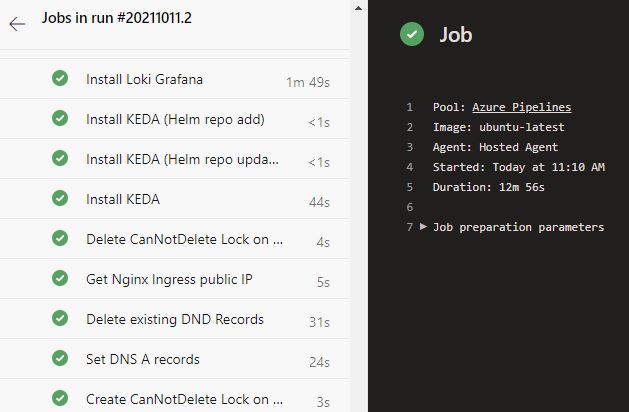 Jobs in run #20211011.2
Install Loki Grafana 1m 49s
Install KEDA (Helm repo add) <1s
Install KEDA (Helm repo upda... <1s
Install KEDA 44s
Delete CanNotDelete Lock on ... 4s
Get Nginx Ingress public IP 5s
Delete existing DND Records 31s
Set DNS A records 24s
Create CanNotDelete Lock on ... 3s
Job
1 Pool: Azure Pipelines
2 Image: ubuntu-latest
3 Agent: Hosted Agent
4 Started: Today at 11:10 AM
5 Duration: 12m 56s
6
7 Job preparation parameters